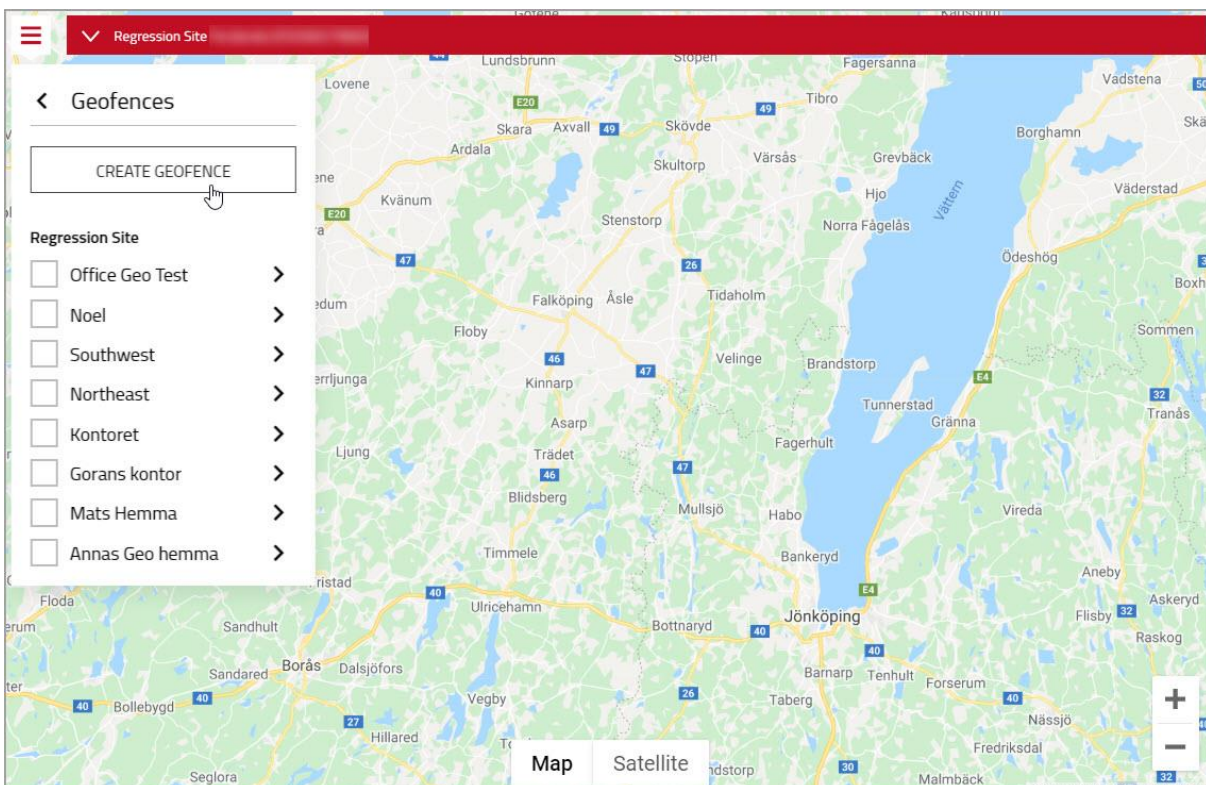 Regression Site
Geofences
CREATE GEOFENCE
Regression Site
Office Geo Test
Noel
Southwest
Northeast
Kontoret
Gorans kontor
Mats Hemma
Annas Geo hemma
Lundsbrunn
Stöpen
Fagersanna
Vadstena
Lovene
E20
49
Tibro
Skara
Axvall
49
Skövde
Borghamn
Ardala
Skultorp
Värsås
Grevbäck
Väderstad
Kvänum
Hjo
Vättern
E20
Stenstorp
Norra Fågelås
47
26
Ödeshög
Falköping
Åsle
Tidaholm
Floby
Sommen
46
47
Velinge
Brandstorp
Kinnarp
E4
32
Tunnerstad
Tranås
Asarp
Gränna
Ljung
Trädet
Fagerhult
46
47
Blidsberg
Mullsjö
Habo
Vireda
Timmele
Bankeryd
Aneby
Floda
40
Ulricehamn
E4
Askeryd
Sandhult
Bottnaryd
40
Jönköping
Flisby
32
Raskog
Borås
Dalsjöfors
40
Sandared
Barnarp
Tenhult
Forserum
40
Bollebygd
40
Vegby
26
Taberg
40
27
Hillared
Nässjö
Fredriksdal
Map
Satellite
30
32
Seglora
Malmbäck